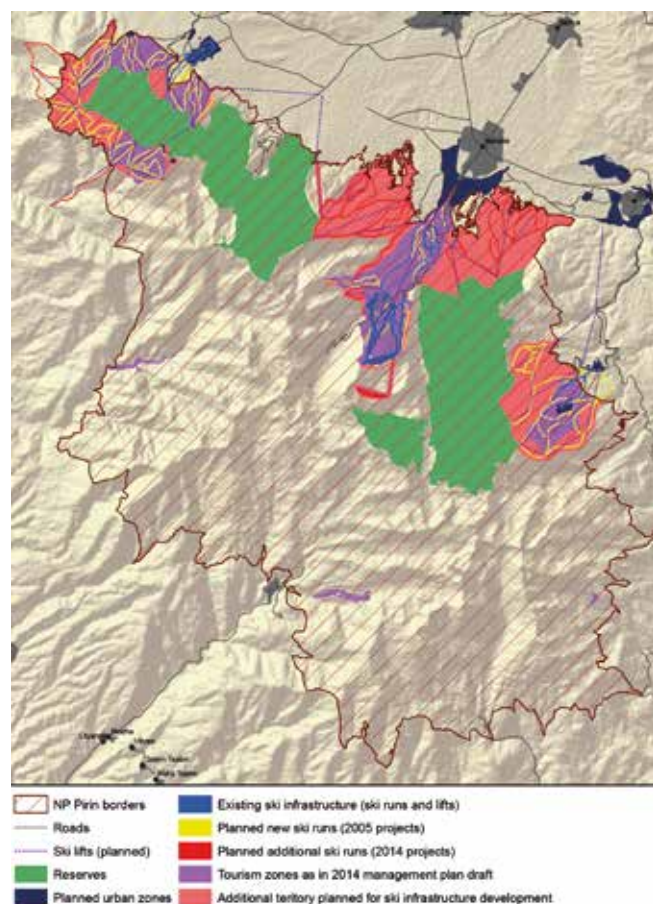 NP Pirin borders
Roads
Ski lifts (planned)
Reserves
Planned urban zones
Existing ski infrastructure (ski runs and lifts)
Planned new ski runs (2005 projects)
Planned additional ski runs (2014 projects)
Tourism zones as in 2014 management plan draft
Additional teritory planned for ski infrastructure development